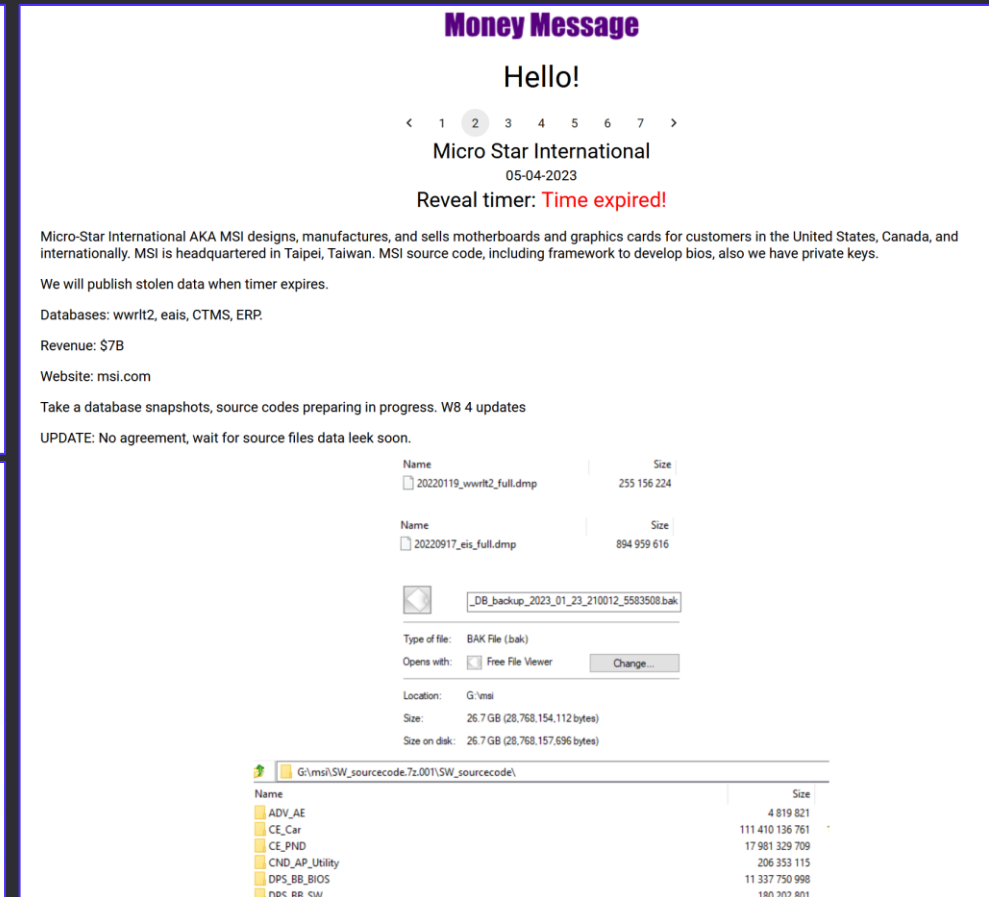 Money Message
Hello!
< 1 2 3 4 5 6 7 >
Micro Star International
05-04-2023
Reveal timer: Time expired!
Micro-Star International AKA MSI designs, manufactures, and sells motherboards and graphics cards for customers in the United States, Canada, and
internationally. MSI is headquartered in Taipei, Taiwan. MSI source code, including framework to develop bios, also we have private keys.
We will publish stolen data when timer expires.
Databases: wwrlt2, eais, CTMS, ERP.
Revenue: $7B
Website: msi.com
Take a database snapshots, source codes preparing in progress. W8 4 updates
UPDATE: No agreement, wait for source files data leek soon.
Name Size
20220119_wwrlt2_full.dmp 255 156 224
Name Size
20220917_eis_full.dmp 894 959 616
_DB_backup_2023_01_23_210012_5583508.bak
Type of file: BAK File (.bak)
Opens with: Free File Viewer Change...
Location: G:\msi
Size: 26.7 GB (28,768,154,112 bytes)
Size on disk: 26.7 GB (28,768,157,696 bytes)
G:\msi\SW_sourcecode.7z.001\SW_sourcecode\
Name Size
ADV_AE 4 819 821
CE_Car 111 410 136 761
CE_PND 17 981 329 709
CND_AP_Utility 206 353 115
DPS_BB_BIOS 11 337 750 998
DPS_BB_SW 180 202 801